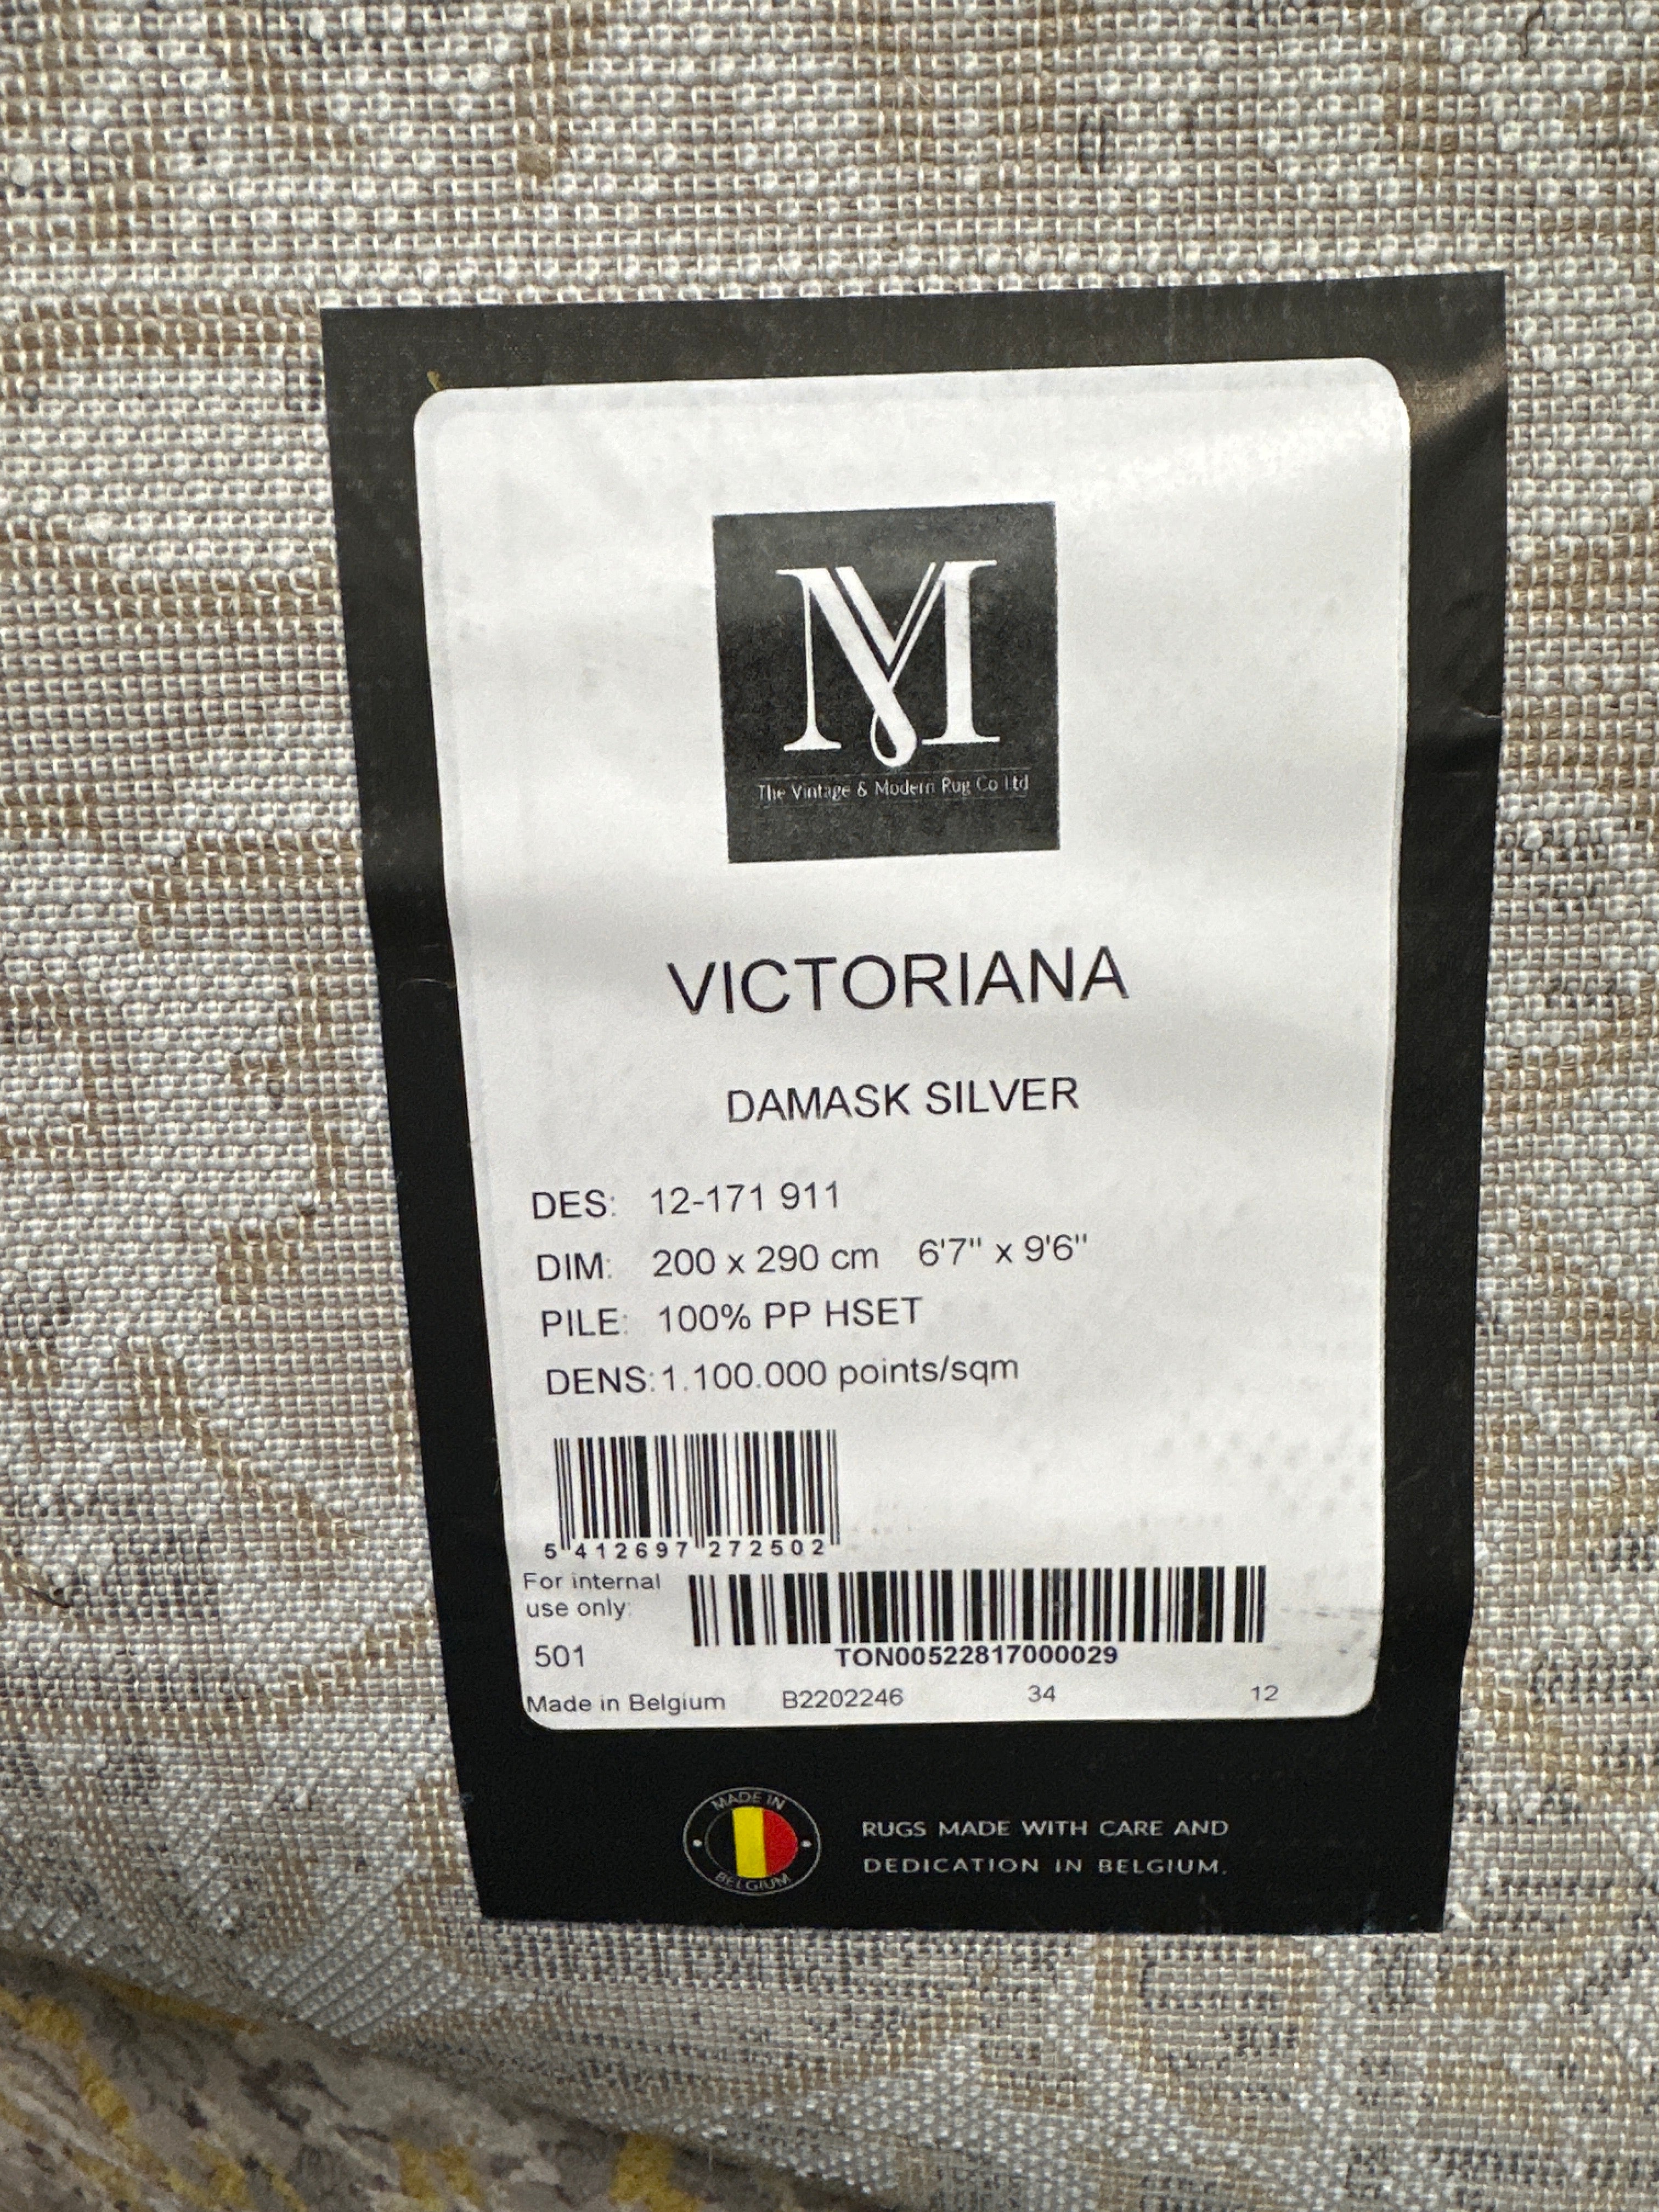 VM
The Vintage & Modern Rug Co Ltd
VICTORIANA
DAMASK SILVER
DES: 12-171 911
DIM: 200 x 290 cm 6'7" x 9'6"
PILE: 100% PP HSET
DENS: 1.100.000 points/sqm
5 412697 272502
For internal
use only:
501
TON00522817000029
Made in Belgium B2202246 34 12
MADE IN
BELGIUM
RUGS MADE WITH CARE AND
DEDICATION IN BELGIUM.